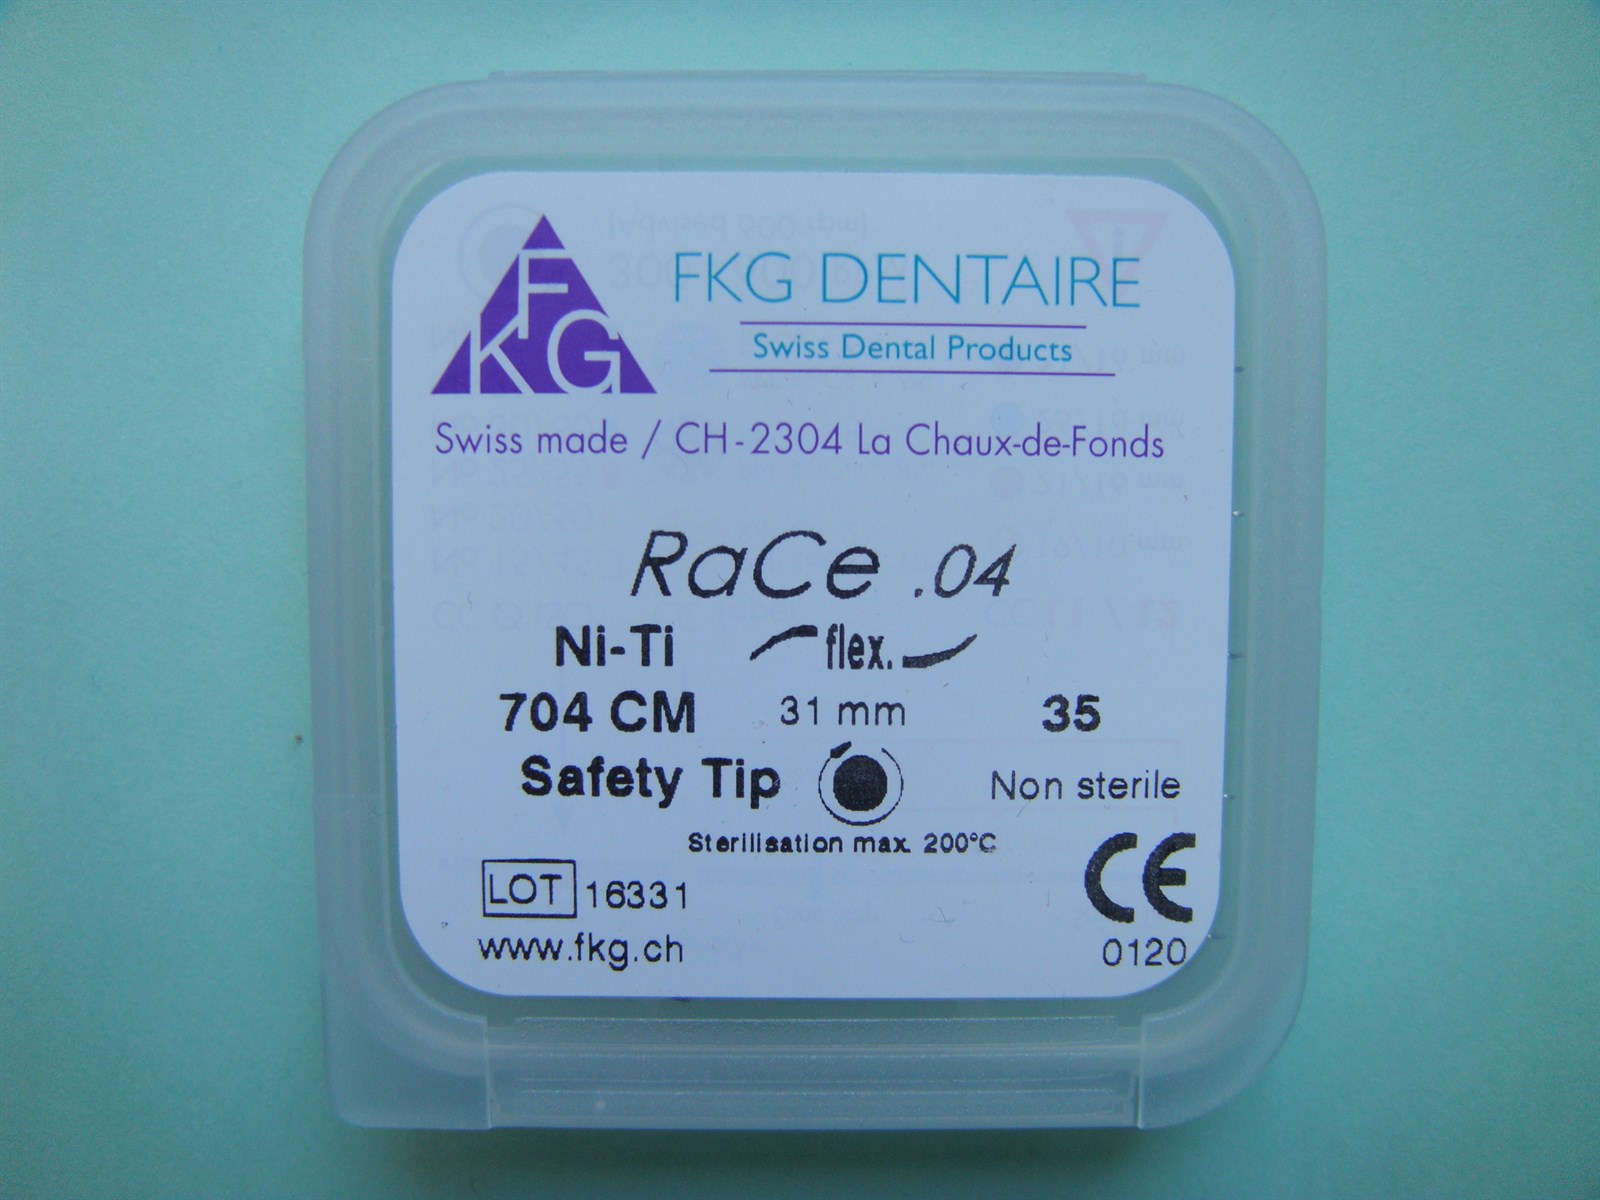 FKG
FKG DENTAIRE
Swiss Dental Products
Swiss made / CH-2304 La Chaux-de-Fonds
RaCe .04
Ni-Ti flex.
704 CM 31 mm 35
Safety Tip Non sterile
Sterilisation max. 200°C
LOT 16331
www.fkg.ch
CE
0120